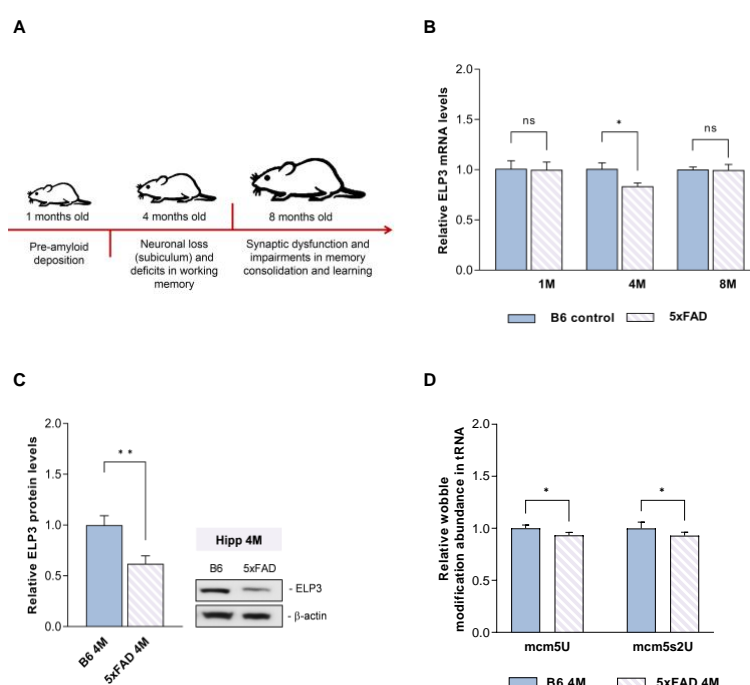 A
1 months old
4 months old
8 months old
Pre-amyloid
deposition
Neuronal loss
(subiculum) and
deficits in working
memory
Synaptic dysfunction and
impairments in memory
consolidation and learning
B
Relative ELP3 mRNA levels
2.0
1.5
1.0
0.5
0.0
ns
*
ns
1M
4M
8M
B6 control
5xFAD
C
Relative ELP3 protein levels
2.0
1.5
1.0
0.5
0.0
**
B6 4M
5xFAD 4M
Hipp 4M
B6 5xFAD
- ELP3
- β-actin
D
Relative wobble
modification abundance in tRNA
2.0
1.5
1.0
0.5
0.0
*
*
mcm5U
mcm5s2U
B6 4M
5xFAD 4M